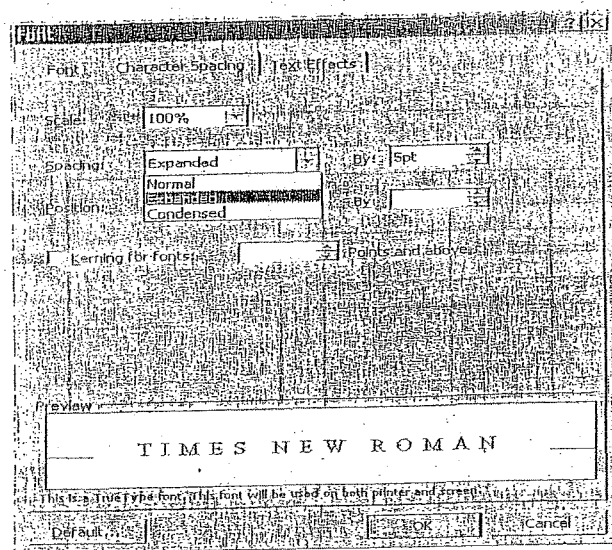 Font
Font Character Spacing Text Effects
Scale: 100%
Spacing: Expanded By: 5pt
Normal
Expanded
Position: By:
Condensed
Kerning for fonts: Points and above
Preview
TIMES NEW ROMAN
This is a TrueType font. This font will be used on both printer and screen.
Default... OK Cancel